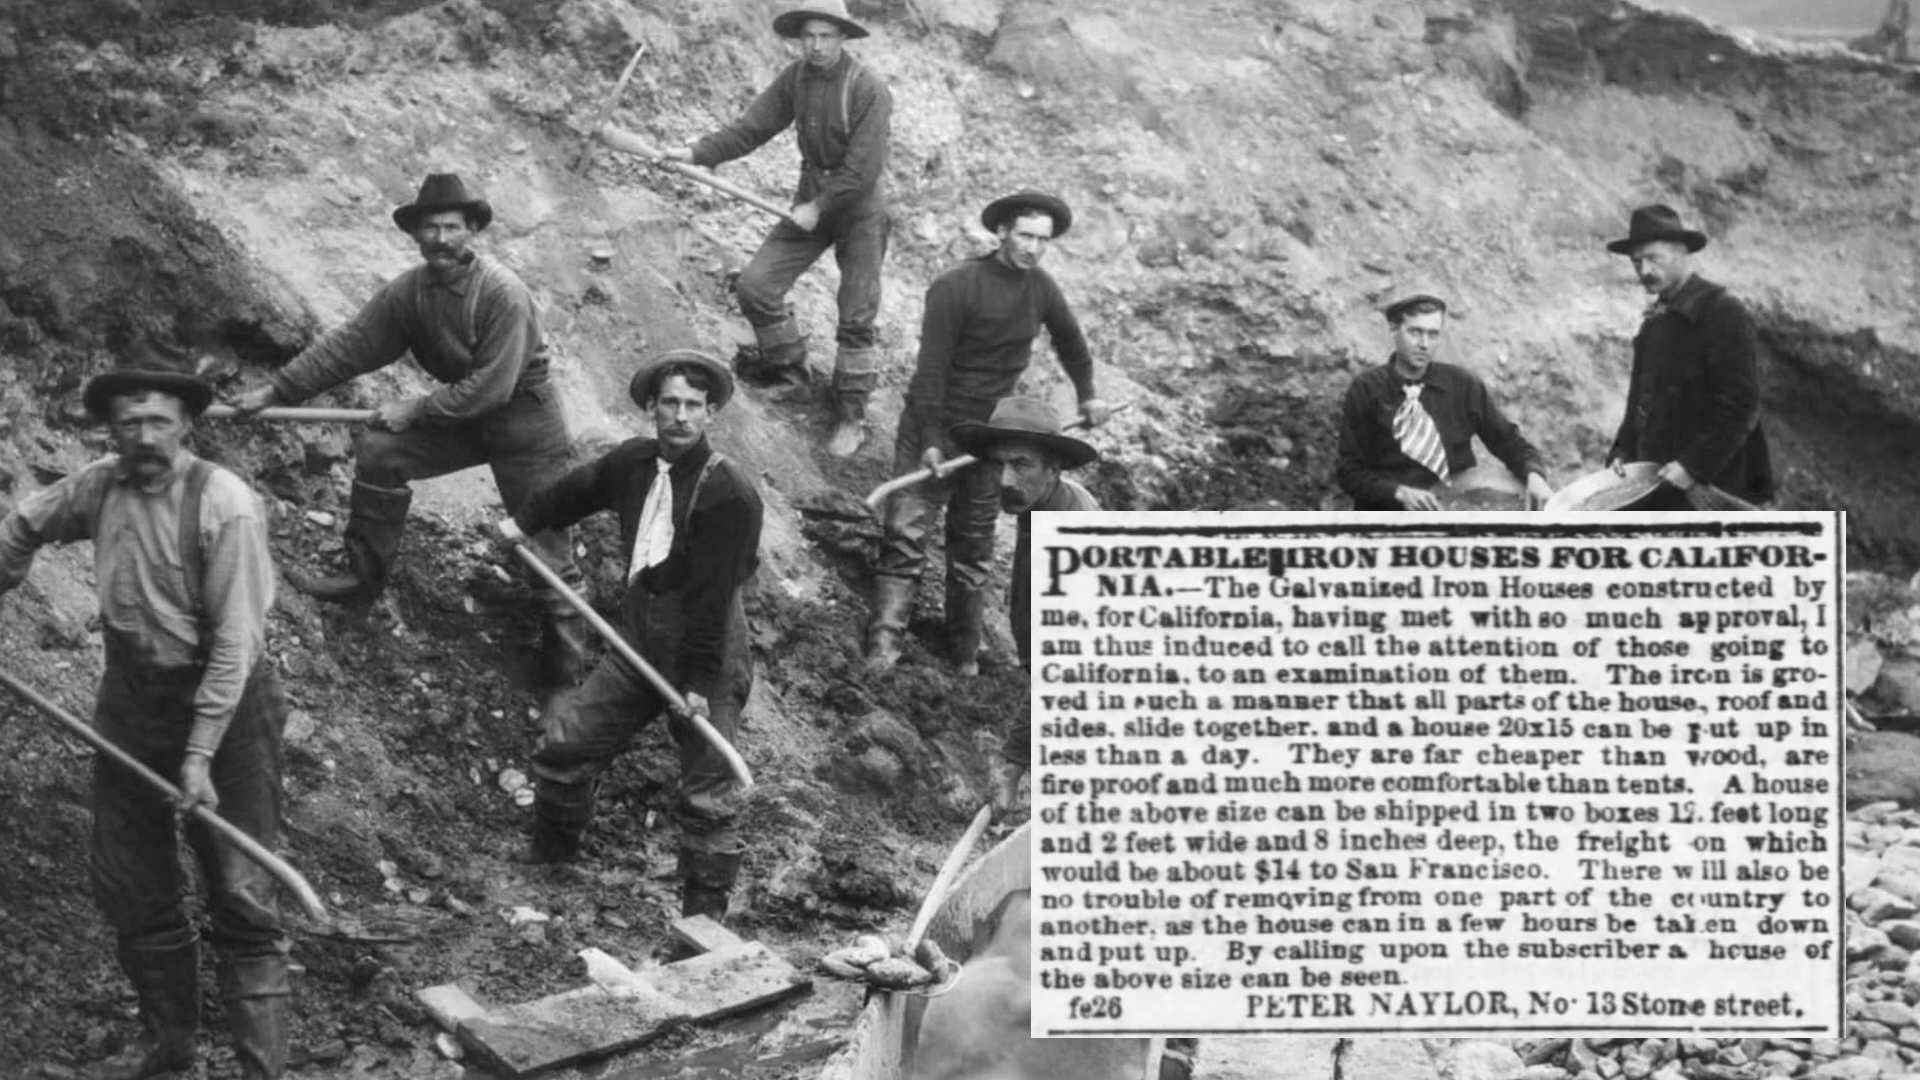 PORTABLE IRON HOUSES FOR CALIFOR-
NIA.—The Galvanized Iron Houses constructed by
me, for California, having met with so much approval, I
am thus induced to call the attention of those going to
California, to an examination of them. The iron is gro-
ved in such a manner that all parts of the house, roof and
sides, slide together, and a house 20x15 can be put up in
less than a day. They are far cheaper than wood, are
fire proof and much more comfortable than tents. A house
of the above size can be shipped in two boxes 12 feet long
and 2 feet wide and 8 inches deep, the freight on which
would be about $14 to San Francisco. There will also be
no trouble of removing from one part of the country to
another, as the house can in a few hours be taken down
and put up. By calling upon the subscriber a house of
the above size can be seen.
fe26 PETER NAYLOR, No· 13 Stone street.